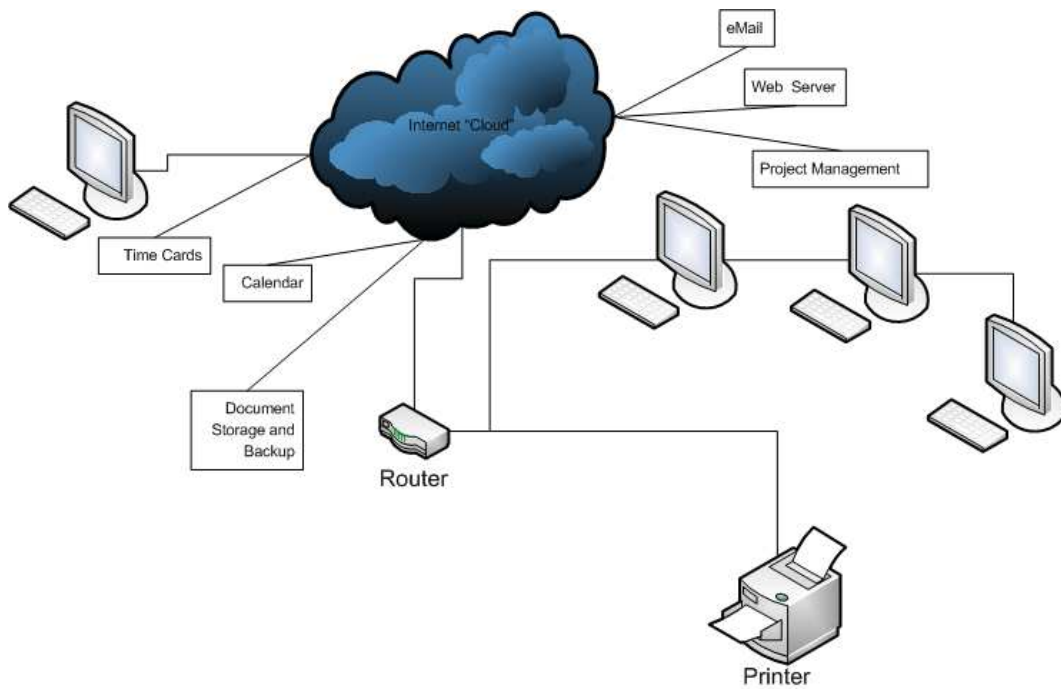 eMail
Web Server
Internet "Cloud"
Project Management
Time Cards
Calendar
Document
Storage and
Backup
Router
Printer